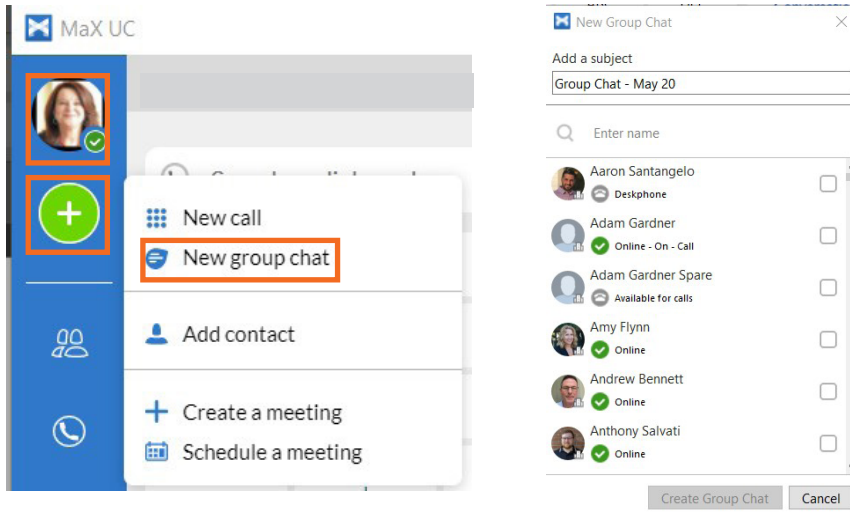 MaX UC
New call
New group chat
Add contact
Create a meeting
Schedule a meeting
New Group Chat
Add a subject
Group Chat - May 20
Enter name
Aaron Santangelo
Deskphone
Adam Gardner
Online - On - Call
Adam Gardner Spare
Available for calls
Amy Flynn
Online
Andrew Bennett
Online
Anthony Salvati
Online
Create Group Chat
Cancel